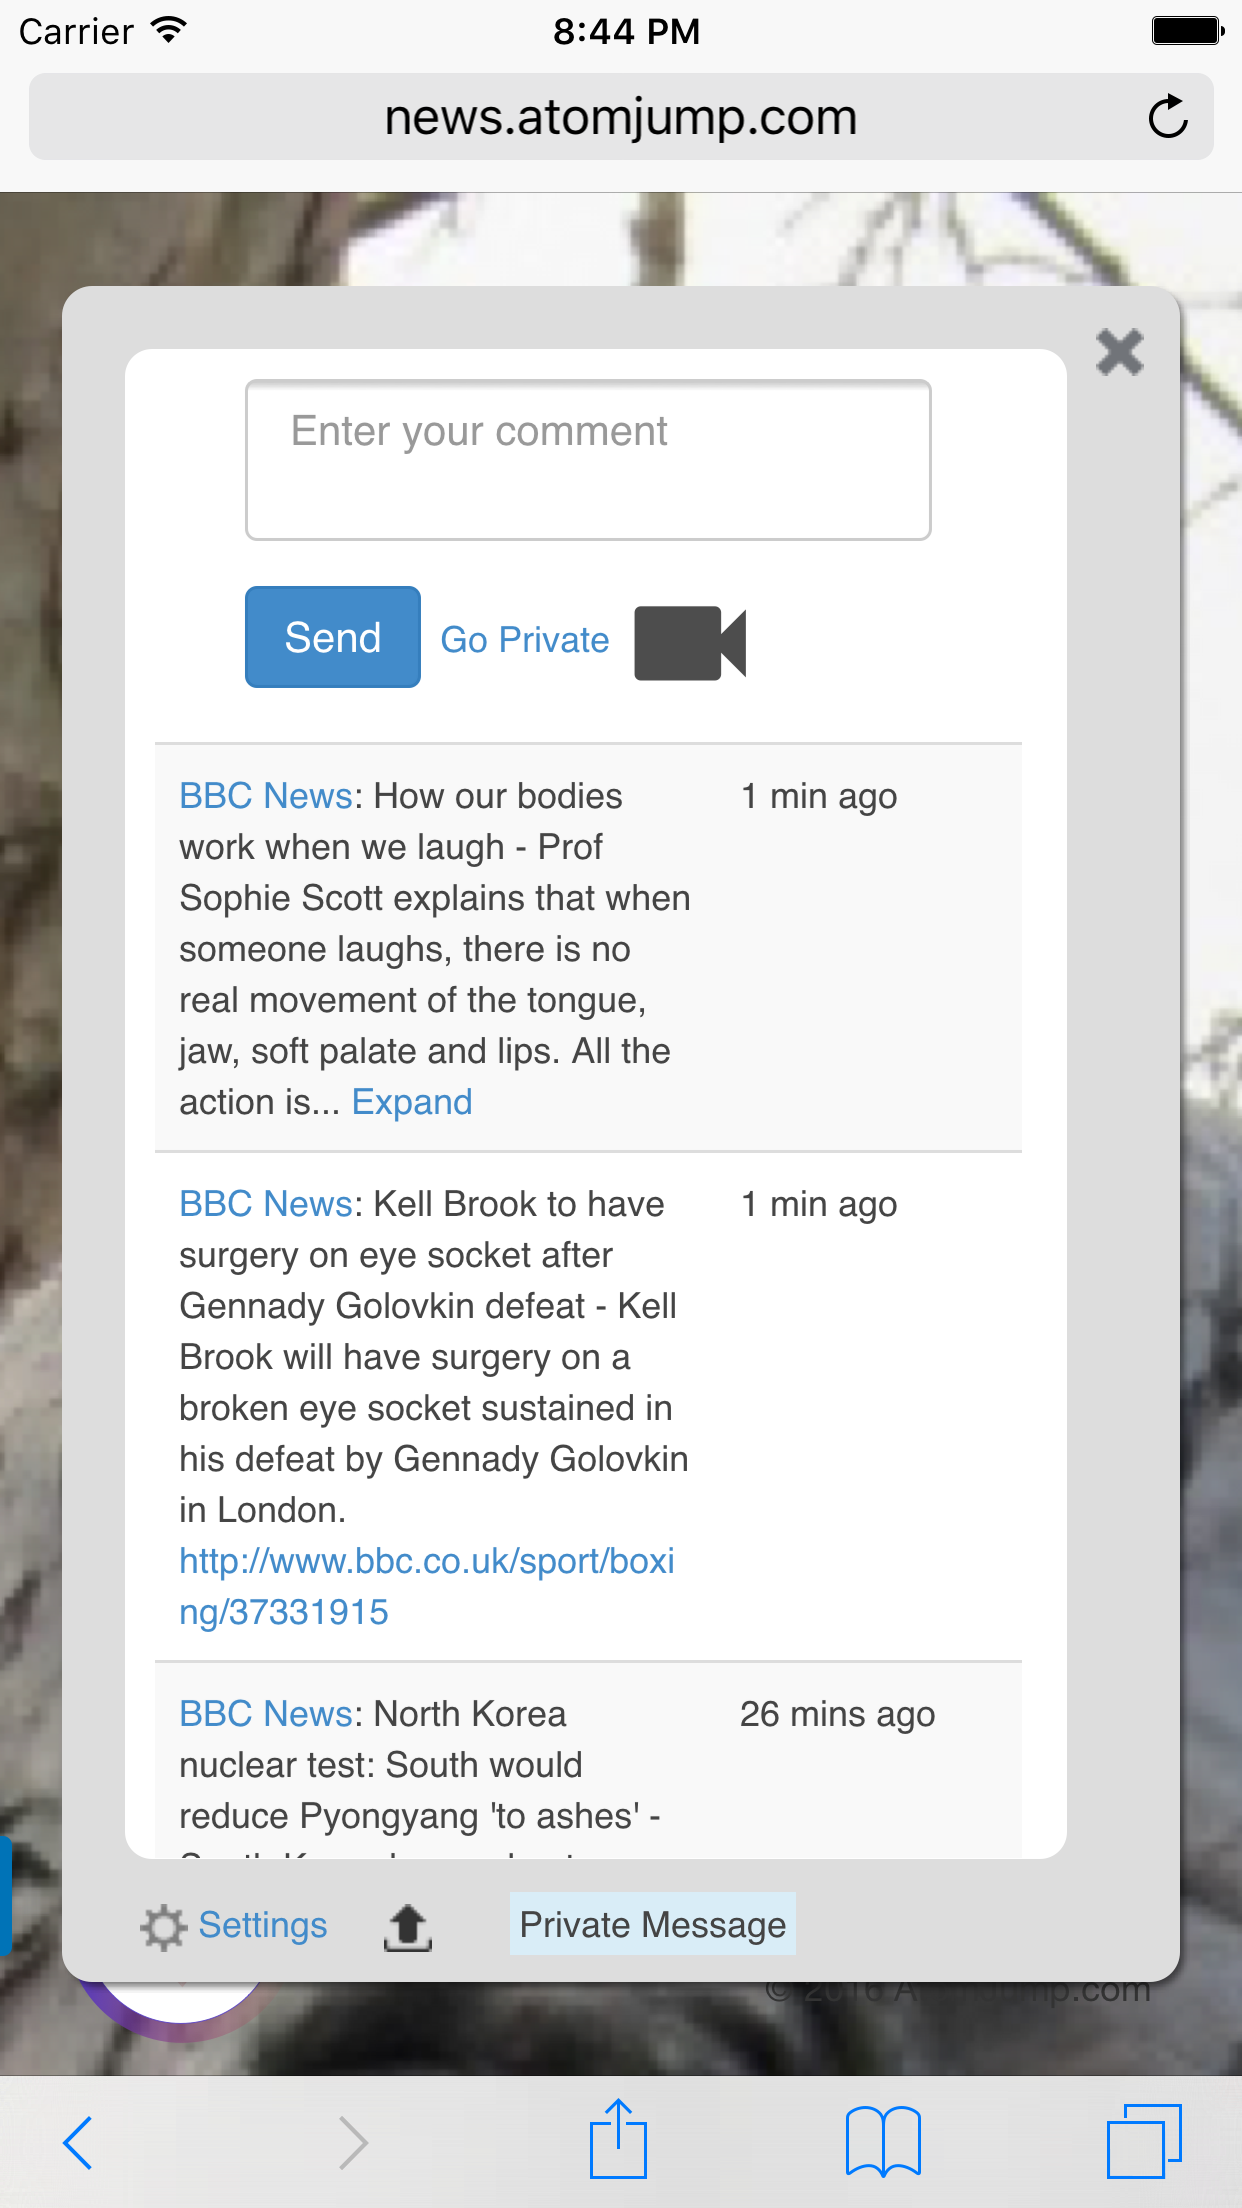 Carrier
8:44 PM
news.atomjump.com
Enter your comment
Send Go Private
BBC News: How our bodies 1 min ago
work when we laugh - Prof
Sophie Scott explains that when
someone laughs, there is no
real movement of the tongue,
jaw, soft palate and lips. All the
action is... Expand
BBC News: Kell Brook to have 1 min ago
surgery on eye socket after
Gennady Golovkin defeat - Kell
Brook will have surgery on a
broken eye socket sustained in
his defeat by Gennady Golovkin
in London.
http://www.bbc.co.uk/sport/boxi
ng/37331915
BBC News: North Korea 26 mins ago
nuclear test: South would
reduce Pyongyang 'to ashes' -
Settings Private Message
© 2016 AtomJump.com